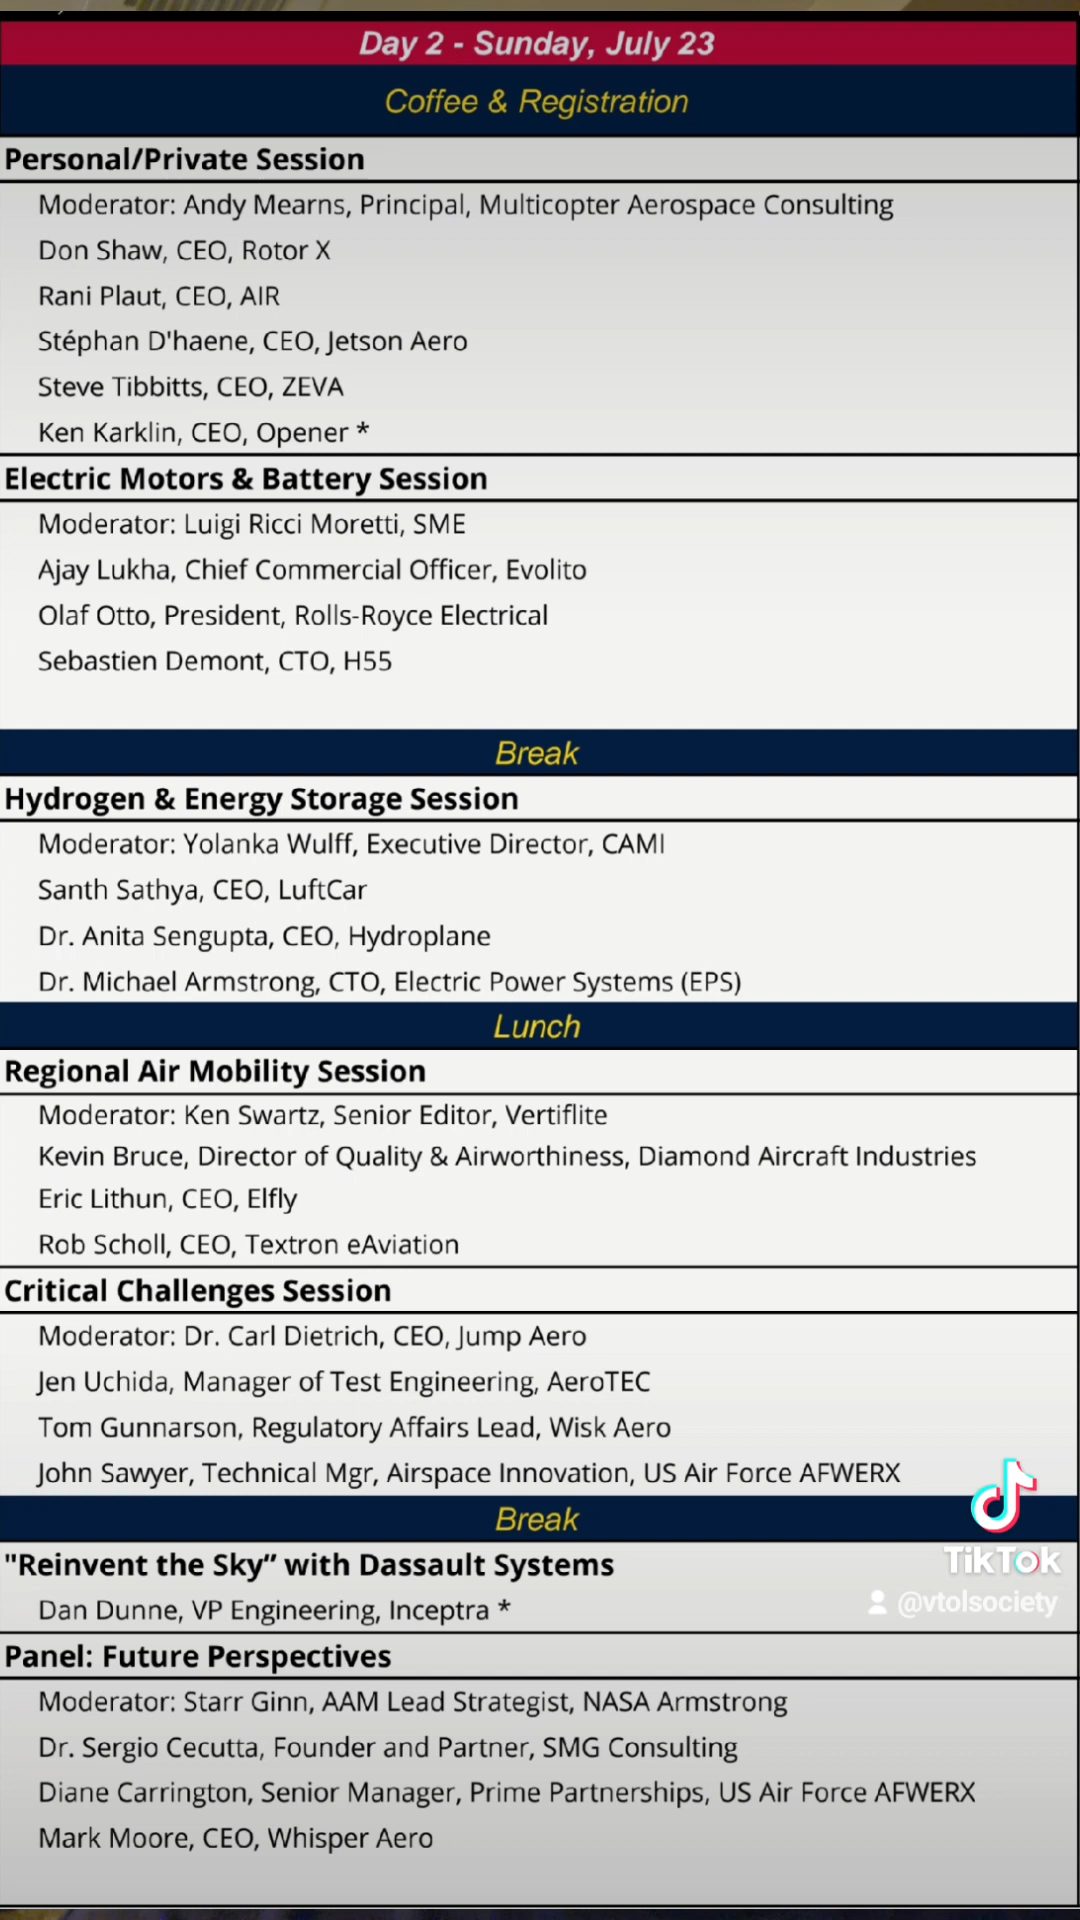 Day 2 - Sunday, July 23
Coffee & Registration
Personal/Private Session
Moderator: Andy Mearns, Principal, Multicopter Aerospace Consulting
Don Shaw, CEO, Rotor X
Rani Plaut, CEO, AIR
Stéphan D'haene, CEO, Jetson Aero
Steve Tibbitts, CEO, ZEVA
Ken Karklin, CEO, Opener *
Electric Motors & Battery Session
Moderator: Luigi Ricci Moretti, SME
Ajay Lukha, Chief Commercial Officer, Evolito
Olaf Otto, President, Rolls-Royce Electrical
Sebastien Demont, CTO, H55
Break
Hydrogen & Energy Storage Session
Moderator: Yolanka Wulff, Executive Director, CAMI
Santh Sathya, CEO, LuftCar
Dr. Anita Sengupta, CEO, Hydroplane
Dr. Michael Armstrong, CTO, Electric Power Systems (EPS)
Lunch
Regional Air Mobility Session
Moderator: Ken Swartz, Senior Editor, Vertiflite
Kevin Bruce, Director of Quality & Airworthiness, Diamond Aircraft Industries
Eric Lithun, CEO, Elfly
Rob Scholl, CEO, Textron eAviation
Critical Challenges Session
Moderator: Dr. Carl Dietrich, CEO, Jump Aero
Jen Uchida, Manager of Test Engineering, AeroTEC
Tom Gunnarson, Regulatory Affairs Lead, Wisk Aero
John Sawyer, Technical Mgr, Airspace Innovation, US Air Force AFWERX
Break
"Reinvent the Sky” with Dassault Systems
Dan Dunne, VP Engineering, Inceptra *
Panel: Future Perspectives
Moderator: Starr Ginn, AAM Lead Strategist, NASA Armstrong
Dr. Sergio Cecutta, Founder and Partner, SMG Consulting
Diane Carrington, Senior Manager, Prime Partnerships, US Air Force AFWERX
Mark Moore, CEO, Whisper Aero
TikTok
@vtolsociety